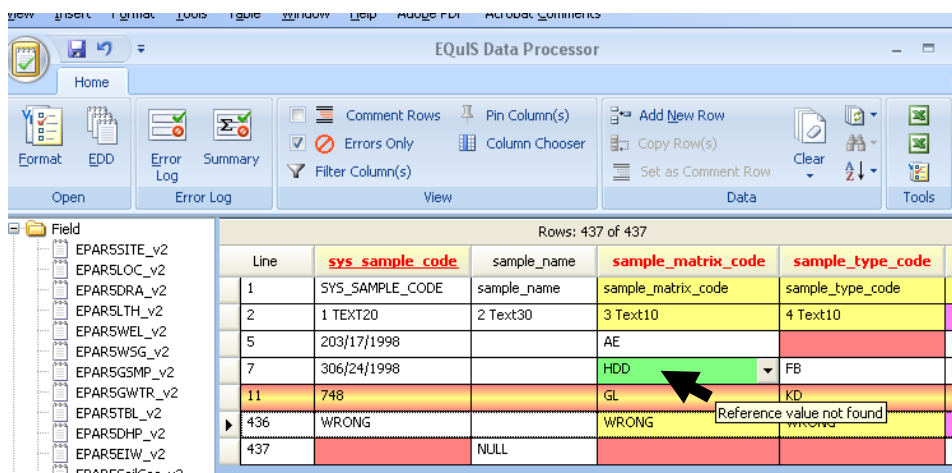 View Insert Format Tools Table Window Help Adobe PDF Acrobat Comments
EQuIS Data Processor
Home
Comment Rows Pin Column(s) Add New Row
Errors Only Column Chooser Copy Row(s)
Format EDD Error Log Summary Filter Column(s) Set as Comment Row Clear
Open Error Log View Data Tools
Field
EPAR5SITE_v2
EPAR5LOC_v2
EPAR5DRA_v2
EPAR5LTH_v2
EPAR5WEL_v2
EPAR5WSG_v2
EPAR5GSMP_v2
EPAR5GWTR_v2
EPAR5TBL_v2
EPAR5DHP_v2
EPAR5EIW_v2
Rows: 437 of 437
Line sys_sample_code sample_name sample_matrix_code sample_type_code
1 SYS_SAMPLE_CODE sample_name sample_matrix_code sample_type_code
2 1 TEXT20 2 Text30 3 Text10 4 Text10
5 203/17/1998 AE
7 306/24/1998 HDD FB
11 748 GL KD
Reference value not found
436 WRONG WRONG WRONG
437 NULL